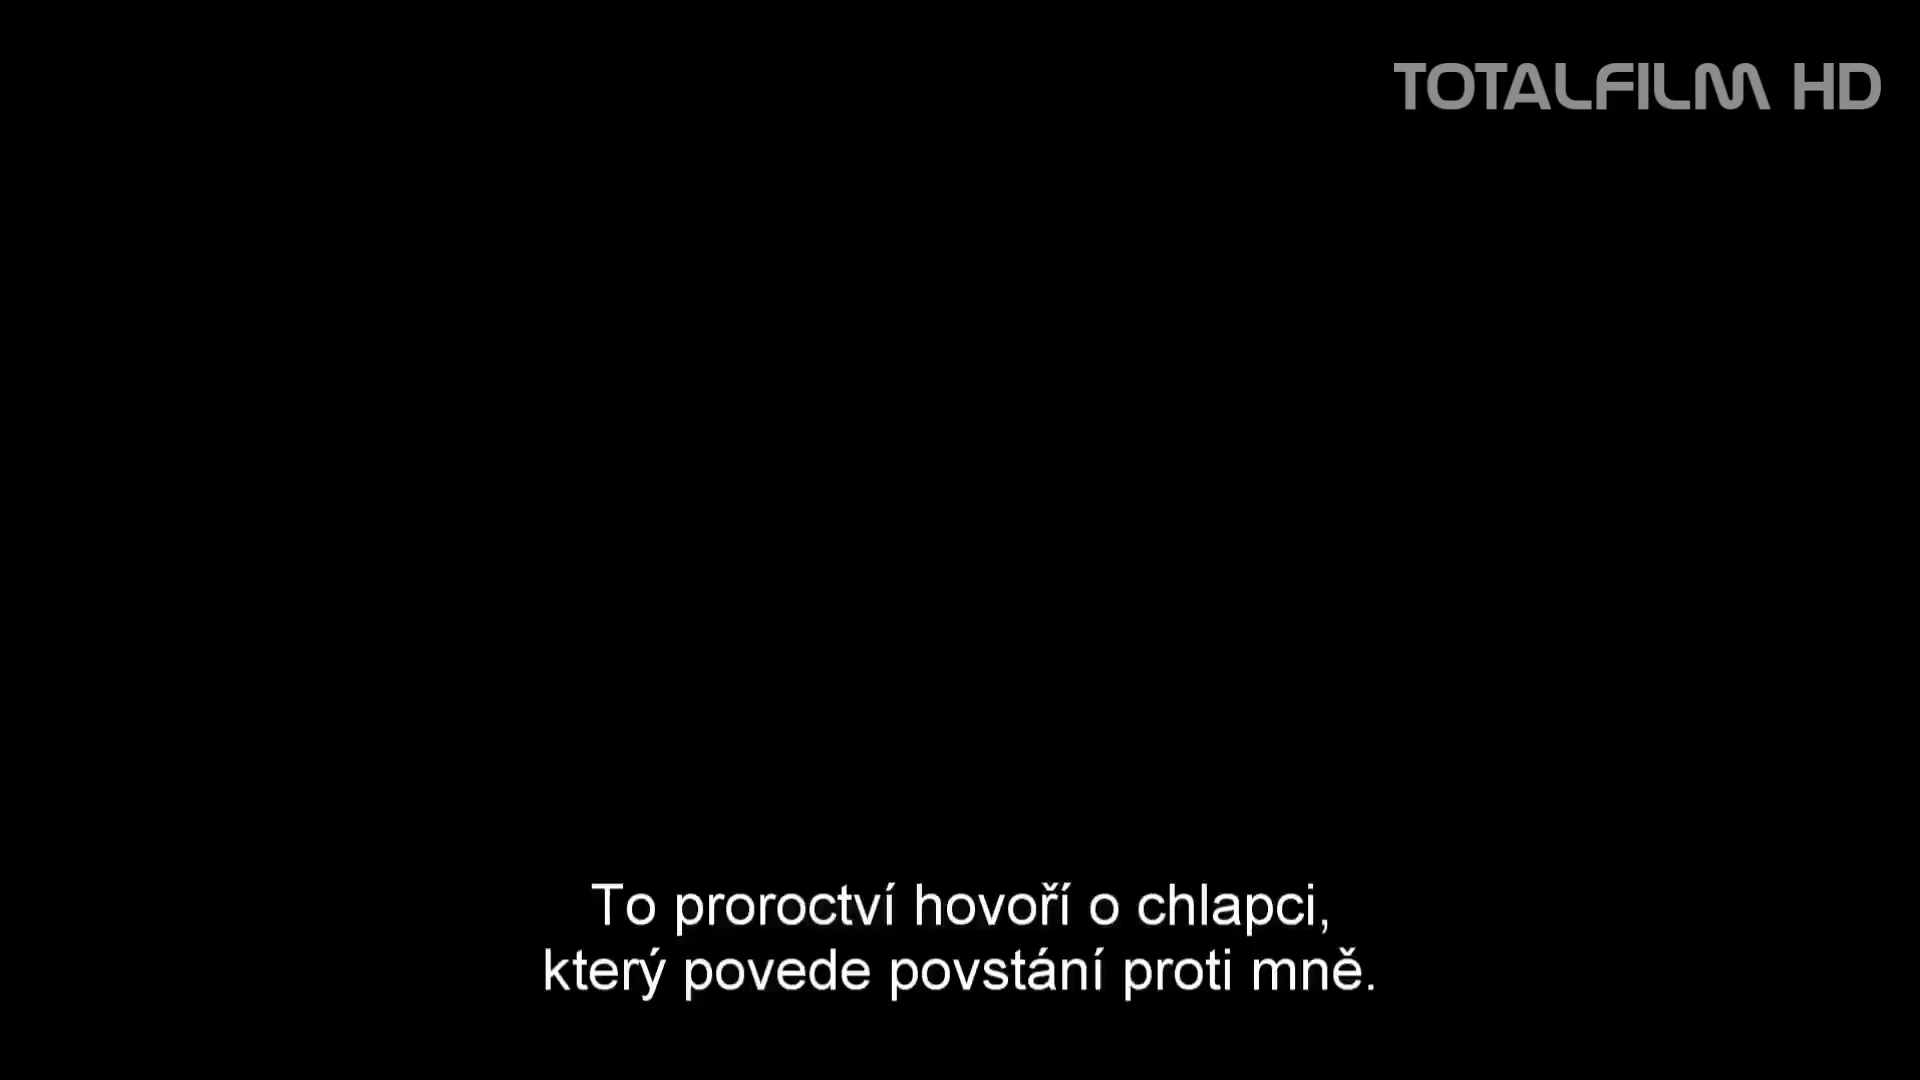 TOTALFILM HD
To proroctví hovoří o chlapci,
který povede povstání proti mně.